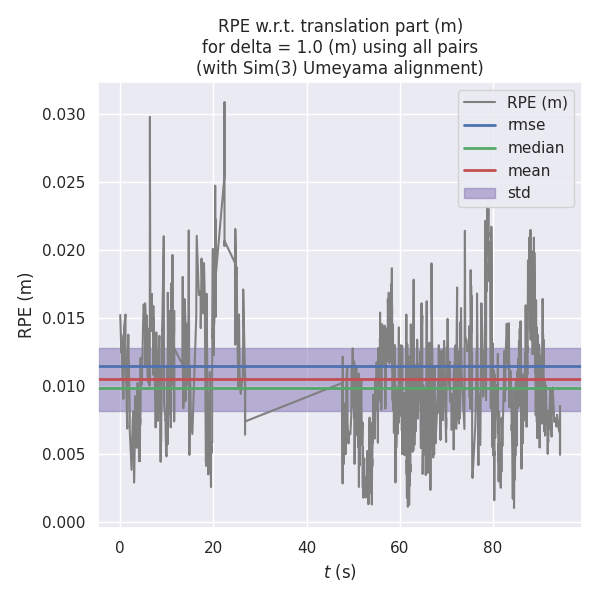 RPE w.r.t. translation part (m)
for delta = 1.0 (m) using all pairs
(with Sim(3) Umeyama alignment)
RPE (m)
rmse
median
mean
std
RPE (m)
0.030
0.025
0.020
0.015
0.010
0.005
0.000
0
20
40
60
80
t (s)